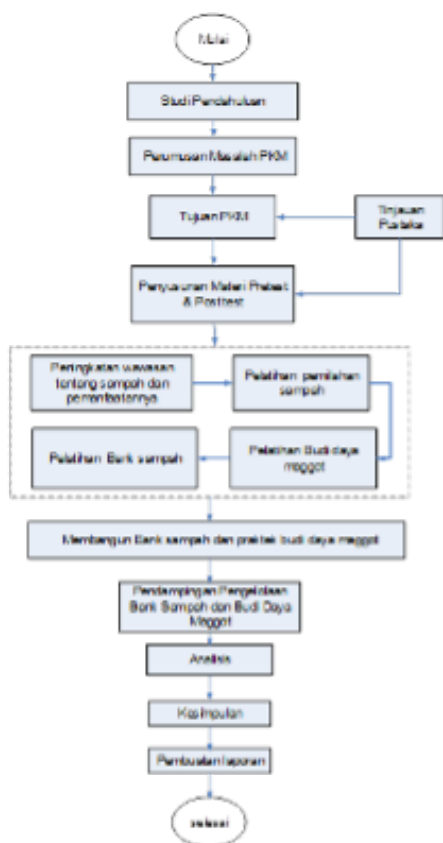 Mulai
Studi Pendahuluan
Perumusan Masalah PKM
Tujuan PKM
Tinjauan
Pustaka
Penyusunan Materi Pretest
& Posttest
Peningkatan wawasan
tentang sampah dan
pemanfaatannya
Pelatihan pemilahan
sampah
Pelatihan Budi daya
maggot
Pelatihan Bank sampah
Membangun Bank sampah dan praktek budi daya maggot
Pendampingan Pengelolaan
Bank Sampah dan Budi Daya
Maggot
Analisis
Kesimpulan
Pembuatan laporan
selesai